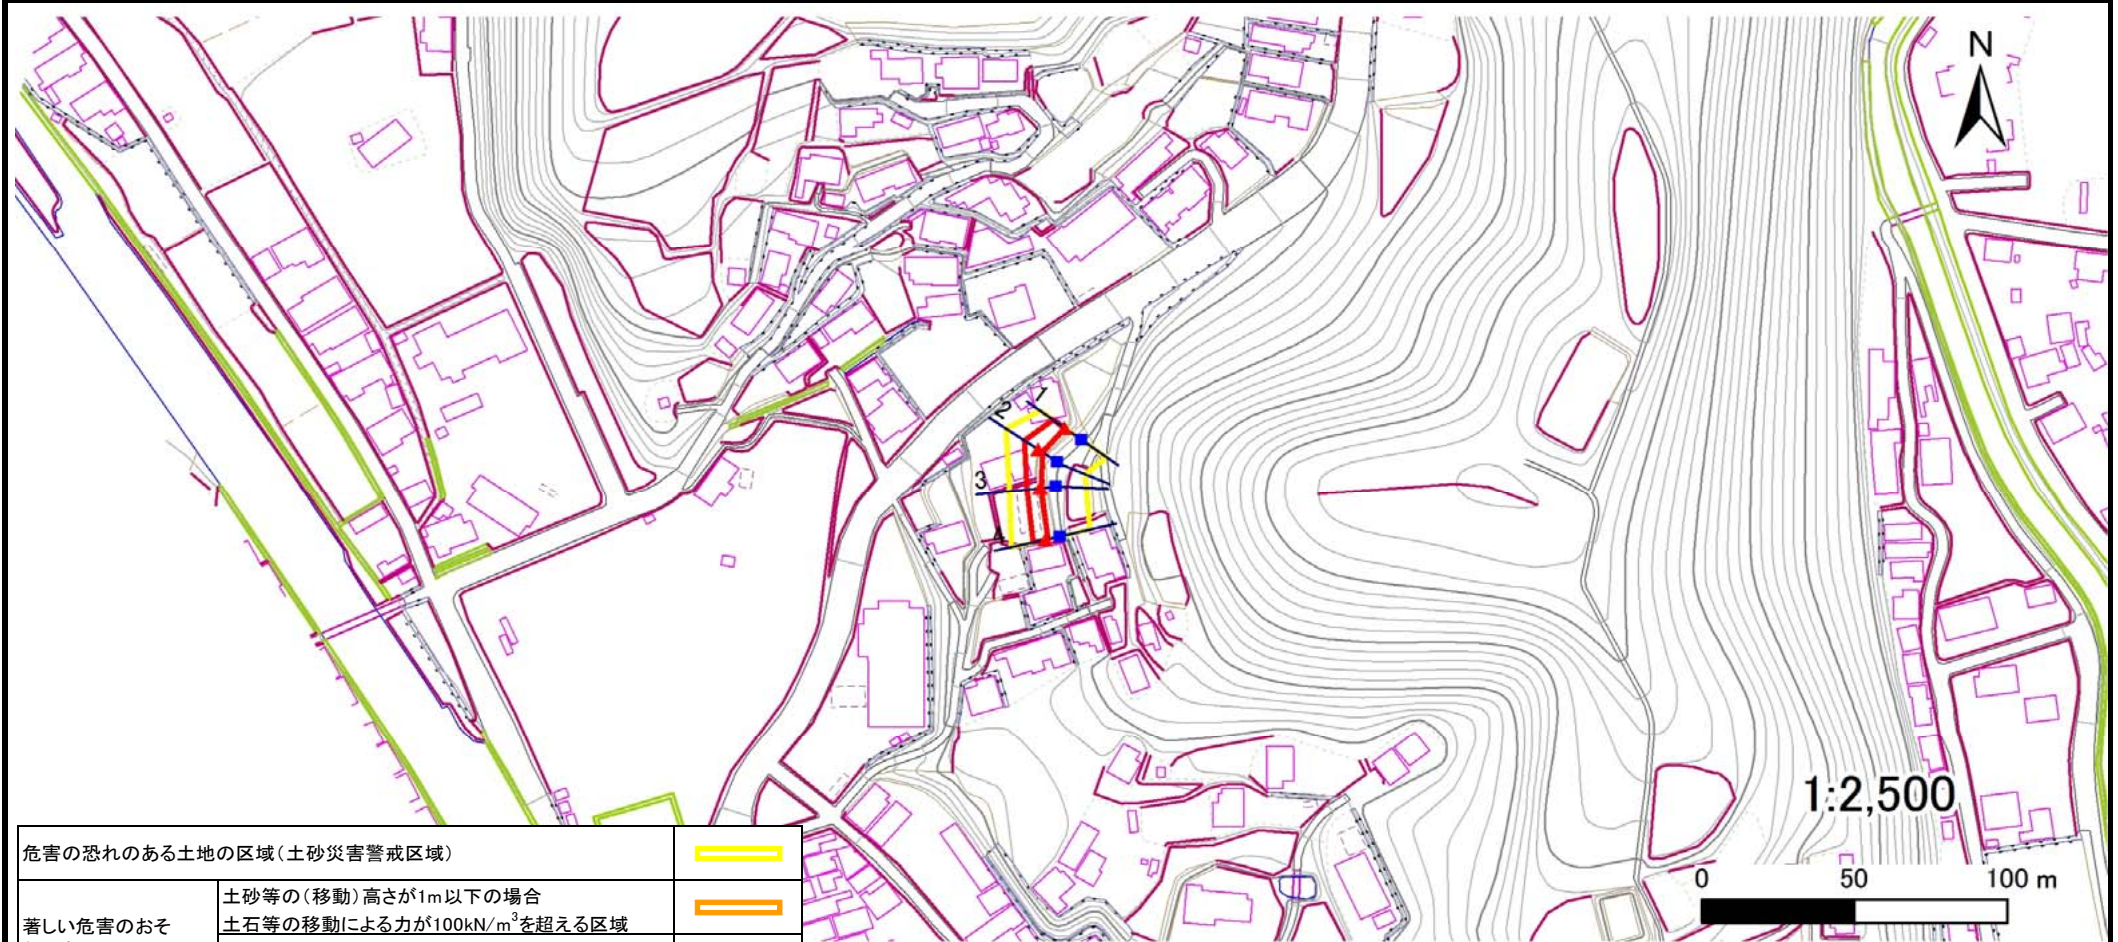 N
1
2
3
4
1:2,500
0 50 100 m
危害の恐れのある土地の区域(土砂災害警戒区域)
土砂等の(移動)高さが1m以下の場合
土石等の移動による力が100kN/m³を超える区域
著しい危害のおそ